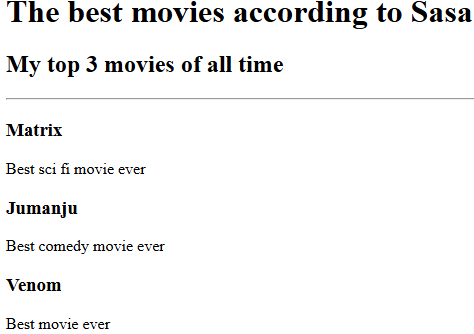 The best movies according to Sasa
My top 3 movies of all time
Matrix
Best sci fi movie ever
Jumanju
Best comedy movie ever
Venom
Best movie ever